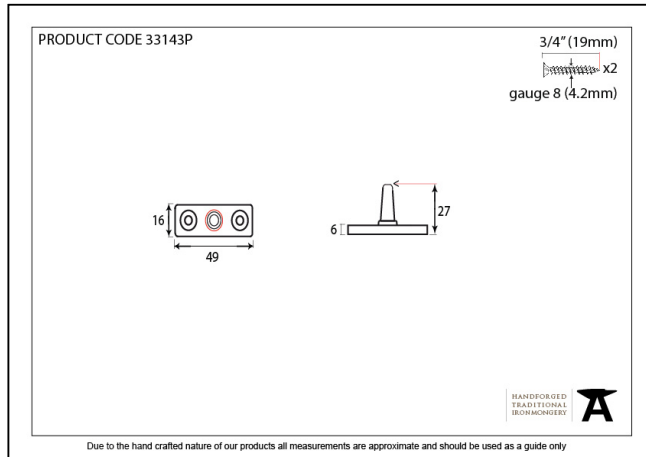 PRODUCT CODE 33143P
3/4” (19mm)
x2
gauge 8 (4.2mm)
16
49
6
27
HANDFORGED
TRADITIONAL
IRONMONGERY
A
Due to the hand crafted nature of our products all measurements are approximate and should be used as a guide only